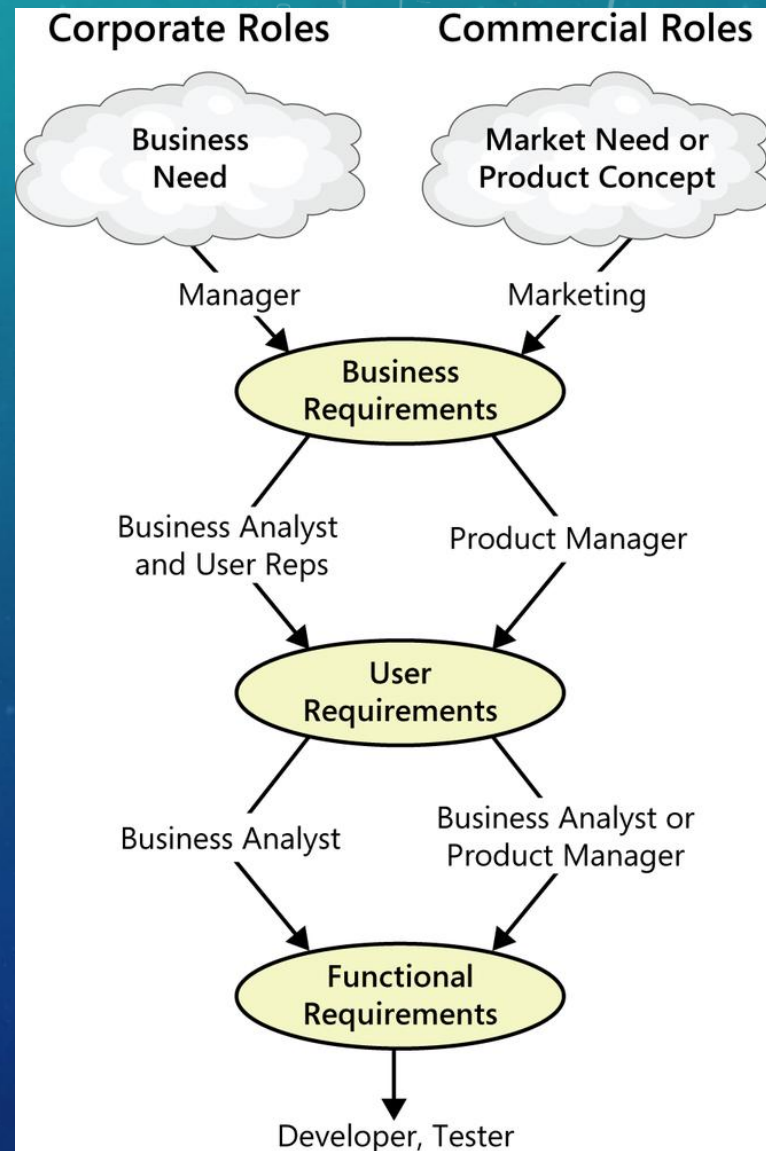 Corporate Roles
Commercial Roles
Business
Need
Market Need or
Product Concept
Manager
Marketing
Business
Requirements
Business Analyst
and User Reps
Product Manager
User
Requirements
Business Analyst
Business Analyst or
Product Manager
Functional
Requirements
Developer, Tester